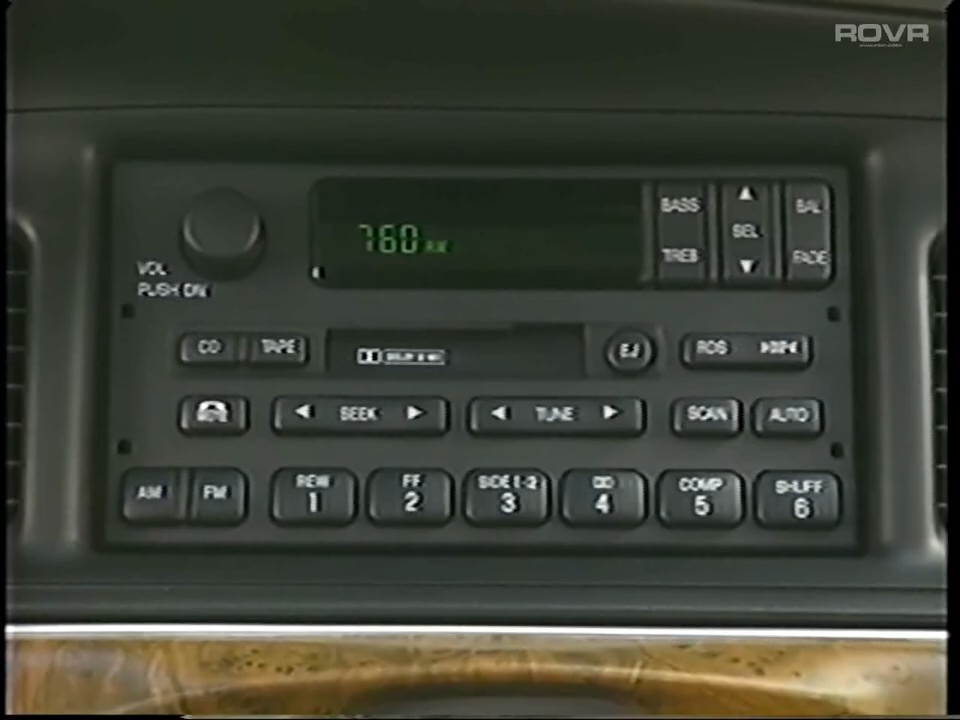 ROVR
760 AM
BASS
▲
BAL
SEL
TREB
▼
FADE
VOL
PUSH ON
CD
TAPE
EJ
RDS
◄ SEEK ►
◄ TUNE ►
SCAN
AUTO
AM
FM
REW
1
FF
2
SIDE 1-2
3
4
COMP
5
SHUFF
6